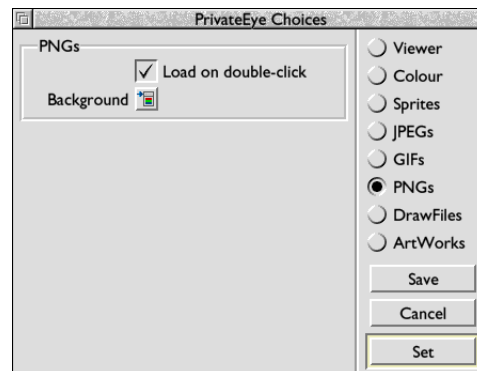 PrivateEye Choices
PNGs
Load on double-click
Background
Viewer
Colour
Sprites
JPEGs
GIFs
PNGs
DrawFiles
ArtWorks
Save
Cancel
Set